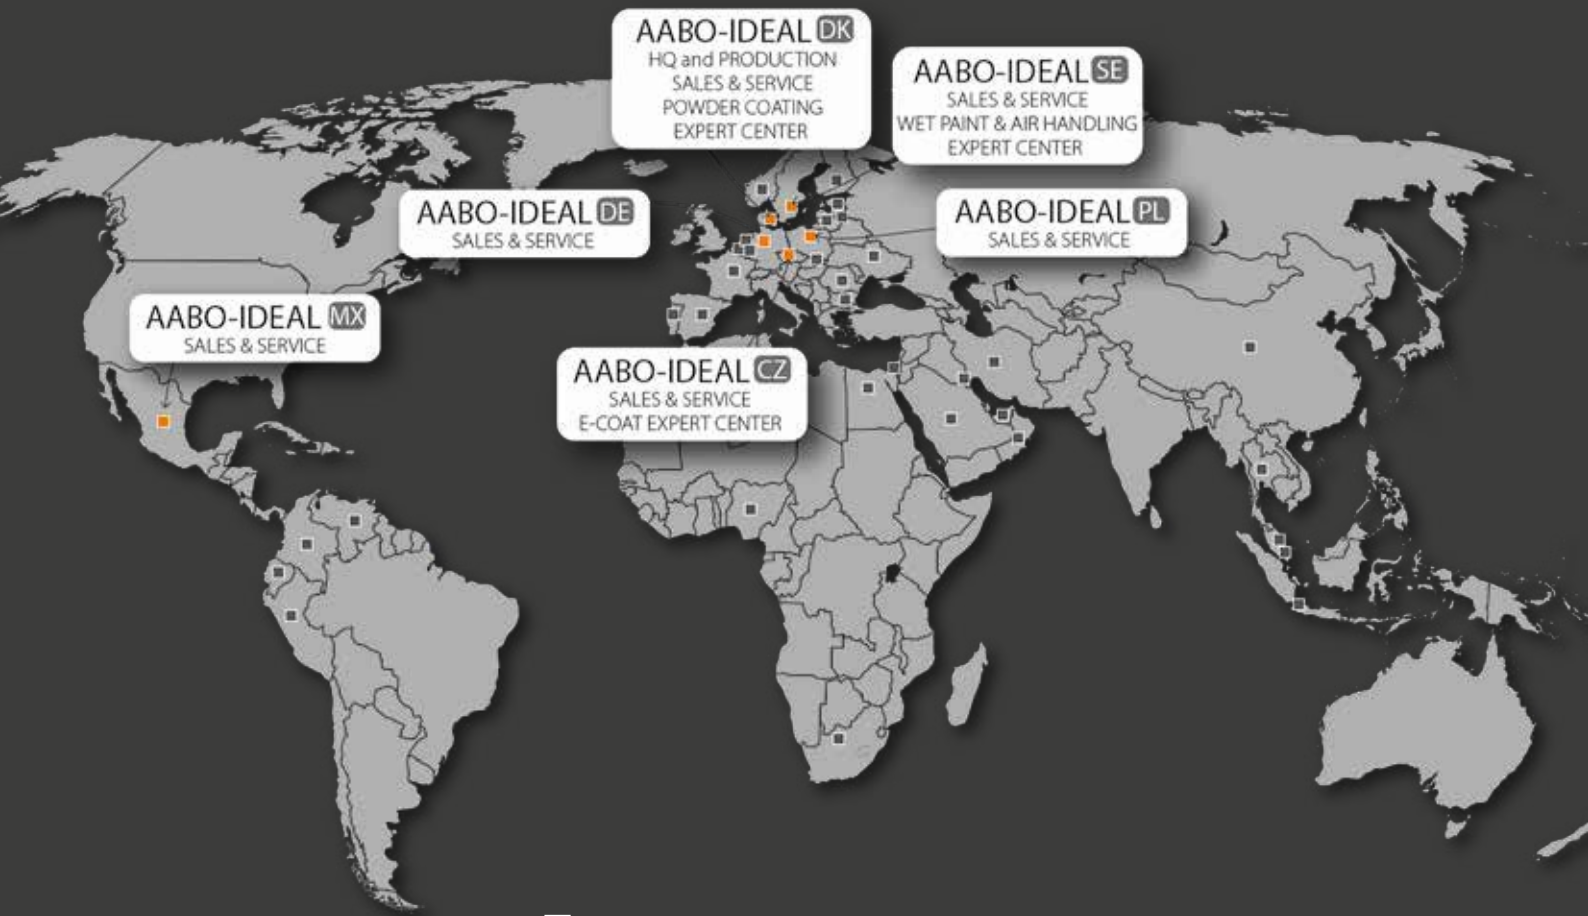 AABO-IDEAL DK
HQ and PRODUCTION
SALES & SERVICE
POWDER COATING
EXPERT CENTER
AABO-IDEAL SE
SALES & SERVICE
WET PAINT & AIR HANDLING
EXPERT CENTER
AABO-IDEAL DE
SALES & SERVICE
AABO-IDEAL PL
SALES & SERVICE
AABO-IDEAL MX
SALES & SERVICE
AABO-IDEAL CZ
SALES & SERVICE
E-COAT EXPERT CENTER